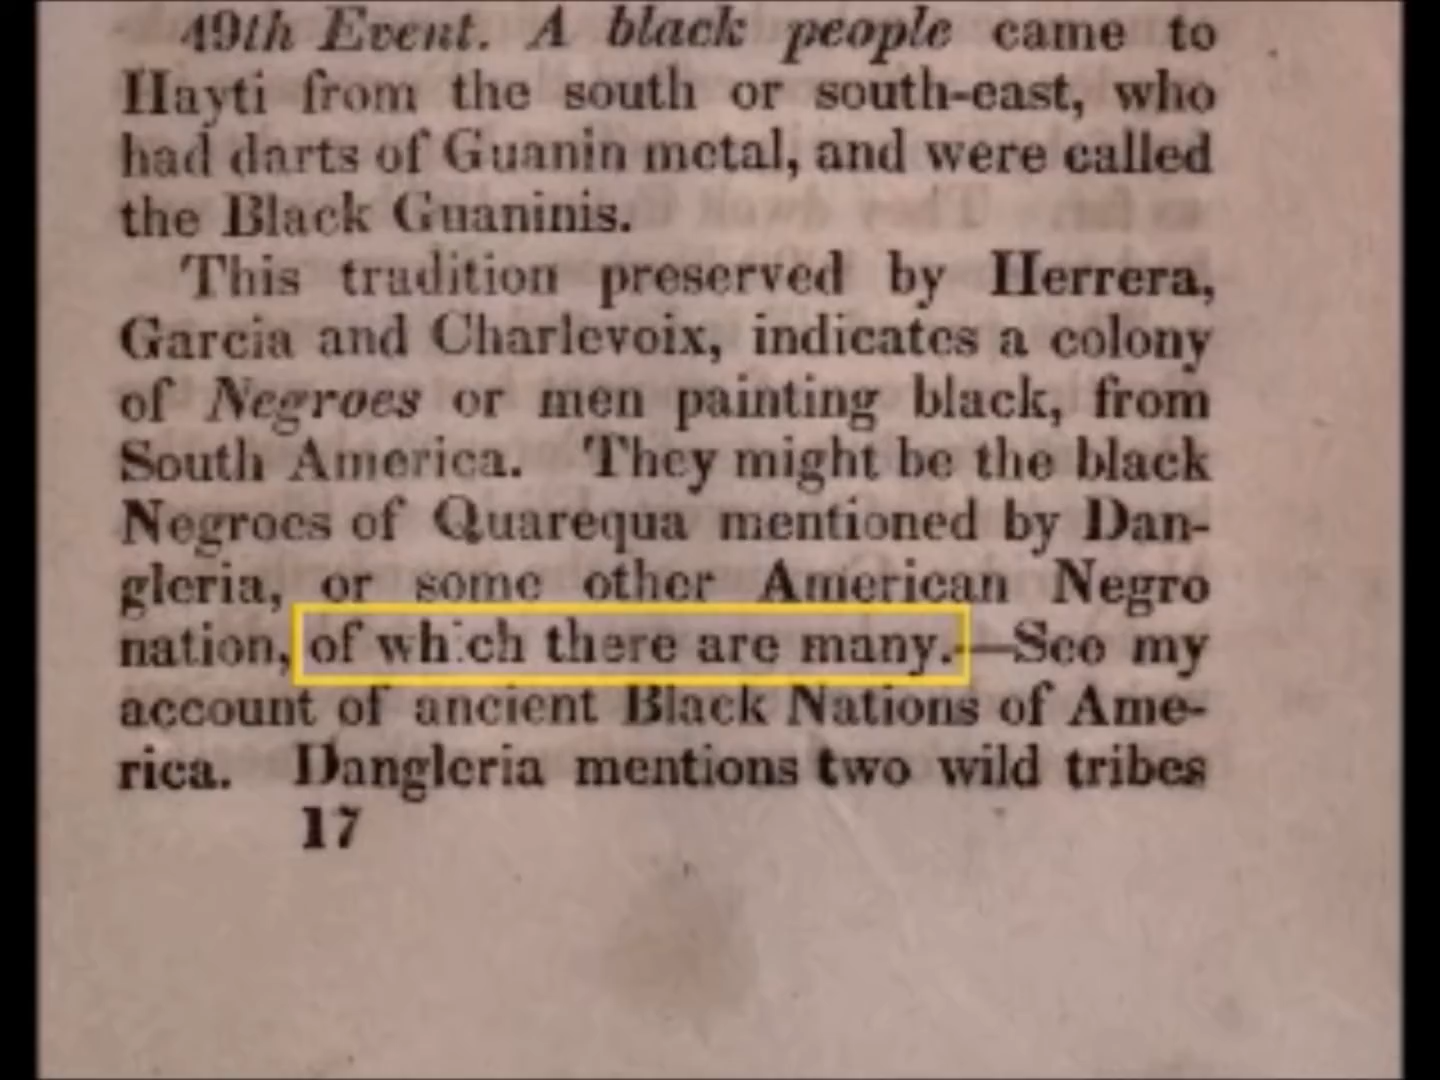 49th Event. A black people came to
Hayti from the south or south-east, who
had darts of Guanin metal, and were called
the Black Guaninis.
This tradition preserved by Herrera,
Garcia and Charlevoix, indicates a colony
of Negroes or men painting black, from
South America. They might be the black
Negroes of Quarequa mentioned by Dan-
gleria, or some other American Negro
nation, of which there are many.—See my
account of ancient Black Nations of Ame-
rica. Dangleria mentions two wild tribes
17